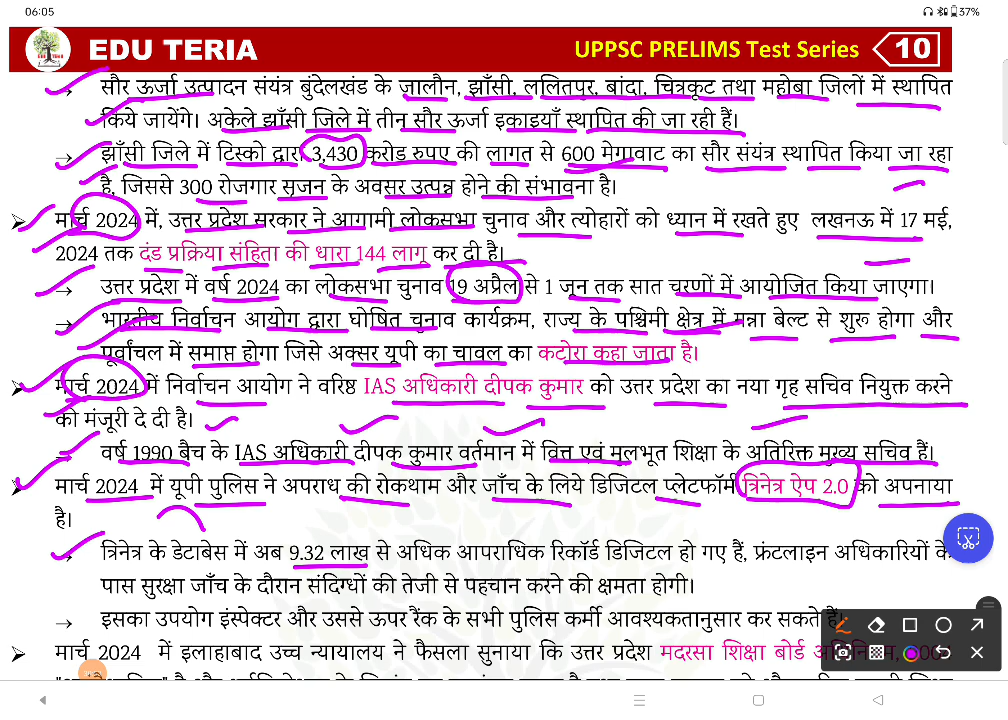 06:05
37%
EDU TERIA
UPPSC PRELIMS Test Series
10
→ सौर ऊर्जा उत्पादन संयंत्र बुंदेलखंड के जालौन, झाँसी, ललितपुर, बांदा, चित्रकूट तथा महोबा जिलों में स्थापित
किये जायेंगे। अकेले झाँसी जिले में तीन सौर ऊर्जा इकाइयाँ स्थापित की जा रही हैं।
→ झाँसी जिले में टिस्को द्वारा 3,430 करोड रुपए की लागत से 600 मेगावाट का सौर संयंत्र स्थापित किया जा रहा
है, जिससे 300 रोजगार सृजन के अवसर उत्पन्न होने की संभावना है।
➤ मार्च 2024 में, उत्तर प्रदेश सरकार ने आगामी लोकसभा चुनाव और त्योहारों को ध्यान में रखते हुए लखनऊ में 17 मई,
2024 तक दंड प्रक्रिया संहिता की धारा 144 लागू कर दी है।
→ उत्तर प्रदेश में वर्ष 2024 का लोकसभा चुनाव 19 अप्रैल से 1 जून तक सात चरणों में आयोजित किया जाएगा।
→ भारतीय निर्वाचन आयोग द्वारा घोषित चुनाव कार्यक्रम, राज्य के पश्चिमी क्षेत्र में गन्ना बेल्ट से शुरू होगा और
पूर्वांचल में समाप्त होगा जिसे अक्सर यूपी का चावल का कटोरा कहा जाता है।
➤ मार्च 2024 में निर्वाचन आयोग ने वरिष्ठ IAS अधिकारी दीपक कुमार को उत्तर प्रदेश का नया गृह सचिव नियुक्त करने
को मंजूरी दे दी है।
→ वर्ष 1990 बैच के IAS अधिकारी दीपक कुमार वर्तमान में वित्त एवं मूलभूत शिक्षा के अतिरिक्त मुख्य सचिव हैं।
➤ मार्च 2024 में यूपी पुलिस ने अपराध की रोकथाम और जाँच के लिये डिजिटल प्लेटफॉर्म त्रिनेत्र ऐप 2.0 को अपनाया
है।
→ त्रिनेत्र के डेटाबेस में अब 9.32 लाख से अधिक आपराधिक रिकॉर्ड डिजिटल हो गए हैं, फ्रंटलाइन अधिकारियों के
पास सुरक्षा जाँच के दौरान संदिग्धों की तेजी से पहचान करने की क्षमता होगी।
→ इसका उपयोग इंस्पेक्टर और उससे ऊपर रैंक के सभी पुलिस कर्मी आवश्यकतानुसार कर सकते हैं।
➤ मार्च 2024 में इलाहाबाद उच्च न्यायालय ने फैसला सुनाया कि उत्तर प्रदेश मदरसा शिक्षा बोर्ड